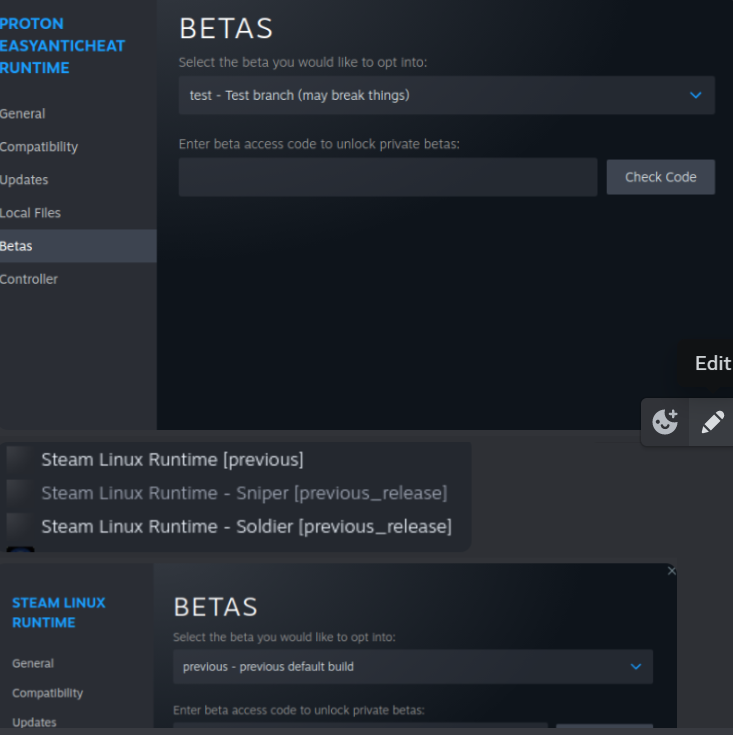 PROTON
EASYANTICHEAT
RUNTIME
General
Compatibility
Updates
Local Files
Betas
Controller
BETAS
Select the beta you would like to opt into:
test - Test branch (may break things)
Enter beta access code to unlock private betas:
Check Code
Edit
Steam Linux Runtime [previous]
Steam Linux Runtime - Sniper [previous_release]
Steam Linux Runtime - Soldier [previous_release]
STEAM LINUX
RUNTIME
General
Compatibility
Updates
BETAS
Select the beta you would like to opt into:
previous - previous default build
Enter beta access code to unlock private betas: